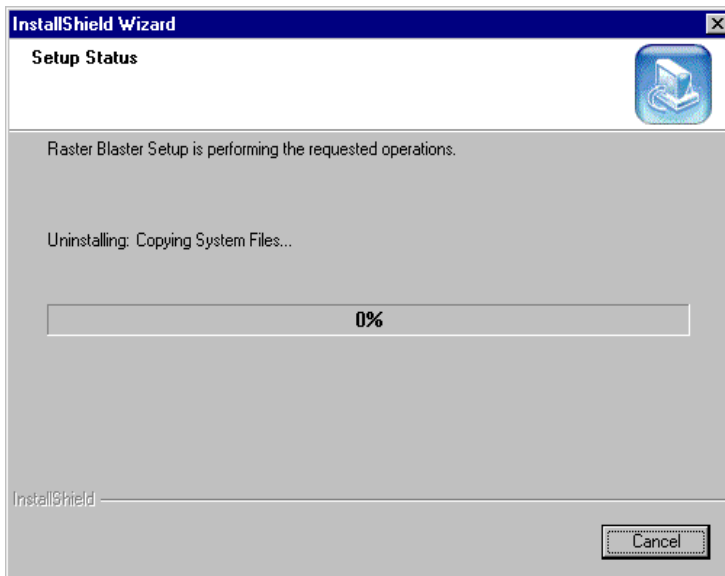 InstallShield Wizard
Setup Status
Raster Blaster Setup is performing the requested operations.
Uninstalling: Copying System Files...
0%
InstallShield
Cancel